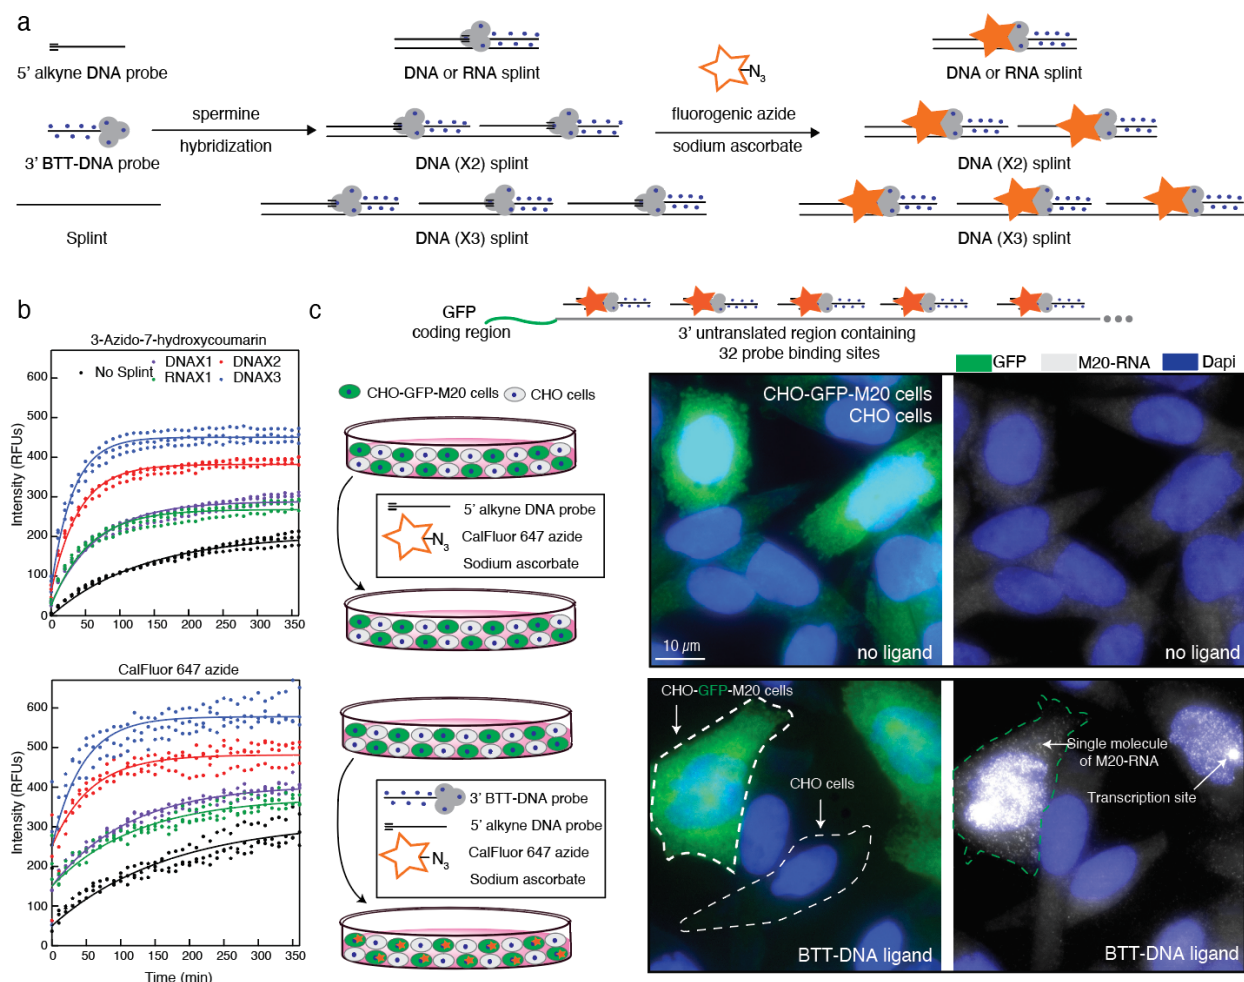 a
5' alkyne DNA probe
3' BTT-DNA probe
Splint
spermine
hybridization
DNA or RNA splint
DNA (X2) splint
DNA (X3) splint
N3
fluorogenic azide
sodium ascorbate
DNA or RNA splint
DNA (X2) splint
DNA (X3) splint
b
3-Azido-7-hydroxycoumarin
No Splint
DNAX1
DNAX2
RNAX1
DNAX3
Intensity (RFUs)
600
500
400
300
200
100
0
0 50 100 150 200 250 300 350
CalFluor 647 azide
Intensity (RFUs)
600
500
400
300
200
100
0
0 50 100 150 200 250 300 350
Time (min)
c
GFP
coding region
3' untranslated region containing
32 probe binding sites
CHO-GFP-M20 cells
CHO cells
5' alkyne DNA probe
N3
CalFluor 647 azide
Sodium ascorbate
3' BTT-DNA probe
5' alkyne DNA probe
N3
CalFluor 647 azide
Sodium ascorbate
GFP
M20-RNA
Dapi
CHO-GFP-M20 cells
CHO cells
10 µm
no ligand
no ligand
CHO-GFP-M20 cells
CHO cells
BTT-DNA ligand
Single molecule
of M20-RNA
Transcription site
BTT-DNA ligand